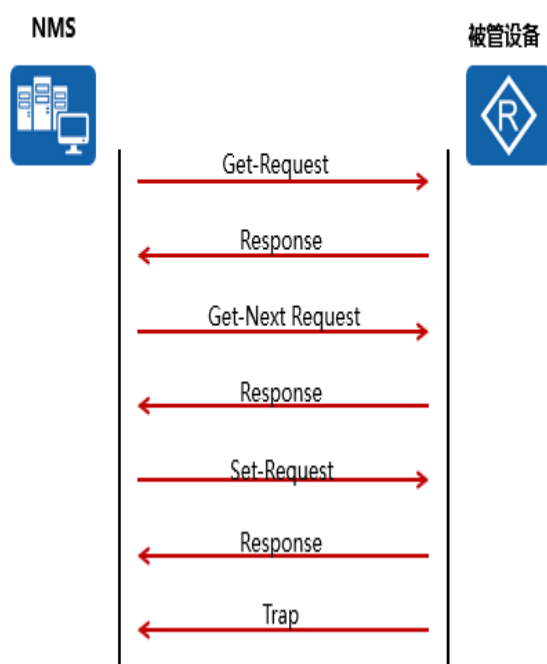 NMS
被管设备
R
Get-Request
Response
Get-Next Request
Response
Set-Request
Response
Trap